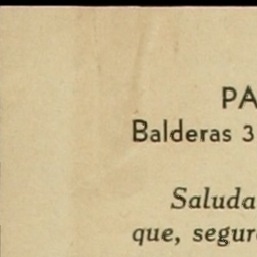 PA
Balderas 3
Saluda
que, segur